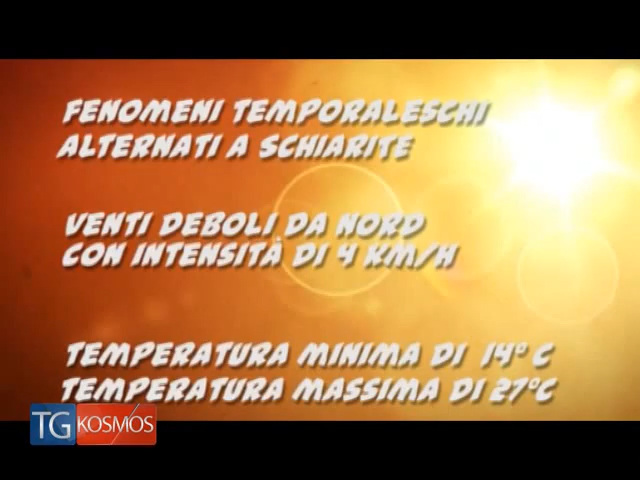 FENOMENI TEMPORALESCHI
ALTERNATI A SCHIARITE
VENTI DEBOLI DA NORD
CON INTENSITÀ DI 4 KM/H
TEMPERATURA MINIMA DI 14° C
TEMPERATURA MASSIMA DI 27°C
TG KOSMOS